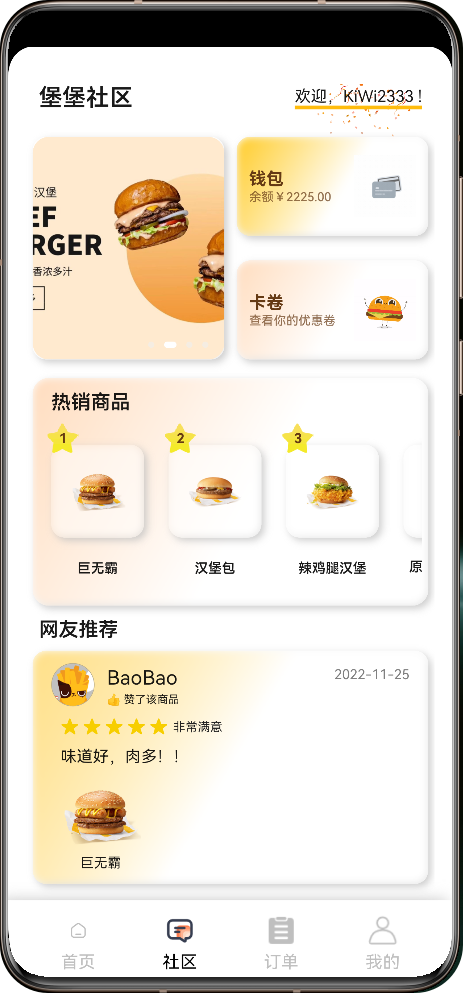 堡堡社区
欢迎，KiWi2333 !
汉堡
EF
RGER
香浓多汁
钱包
余额￥2225.00
卡卷
查看你的优惠卷
热销商品
1
2
3
巨无霸
汉堡包
辣鸡腿汉堡
原
网友推荐
BaoBao
2022-11-25
赞了该商品
非常满意
味道好，肉多！！
巨无霸
首页
社区
订单
我的